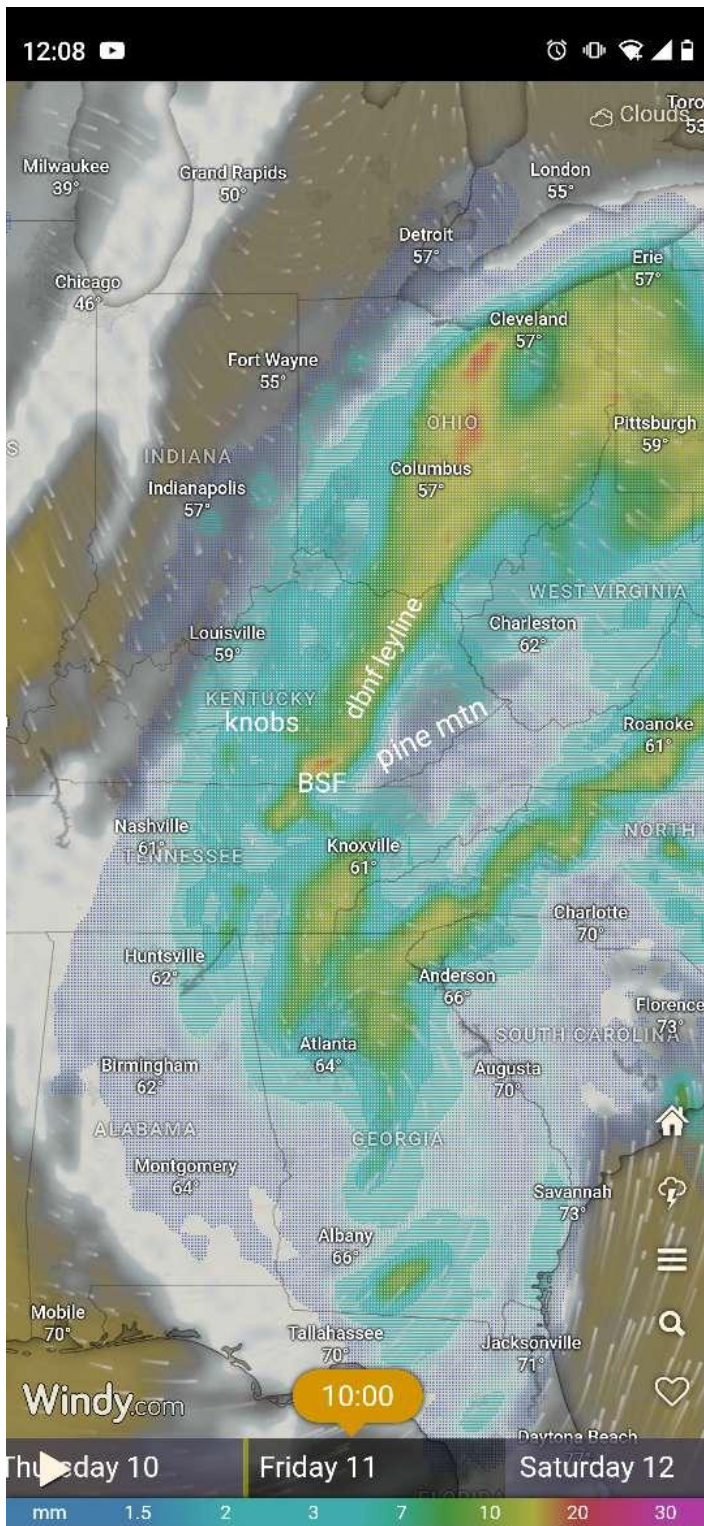 12:08
Clouds
Toro
53
Milwaukee
39°
Grand Rapids
50°
London
55°
Detroit
57°
Erie
57°
Chicago
46°
Cleveland
57°
Fort Wayne
55°
OHIO
Pittsburgh
59°
S
INDIANA
Columbus
57°
Indianapolis
57°
WEST VIRGINIA
Charleston
62°
Louisville
59°
dbnf leyline
KENTUCKY
knobs
pine mtn
Roanoke
61°
BSF
Nashville
61°
TENNESSEE
Knoxville
61°
NORTH
Charlotte
70°
Huntsville
62°
Anderson
66°
Florence
73°
Atlanta
64°
SOUTH CAROLINA
Birmingham
62°
Augusta
70°
ALABAMA
GEORGIA
Montgomery
64°
Savannah
73°
Albany
66°
Mobile
70°
Tallahassee
70°
Jacksonville
71°
Windy.com
10:00
Daytona Beach
Thursday 10
Friday 11
Saturday 12
FLORIDA
mm 1.5 2 3 7 10 20 30